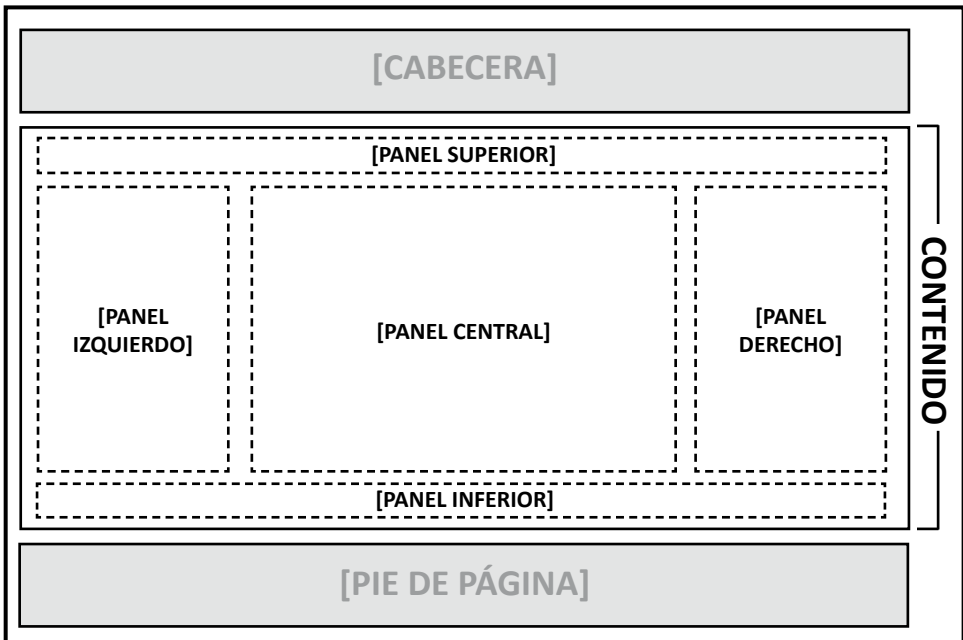 [CABECERA]
[PANEL SUPERIOR]
[PANEL
IZQUIERDO]
[PANEL CENTRAL]
[PANEL
DERECHO]
CONTENIDO
[PANEL INFERIOR]
[PIE DE PÁGINA]